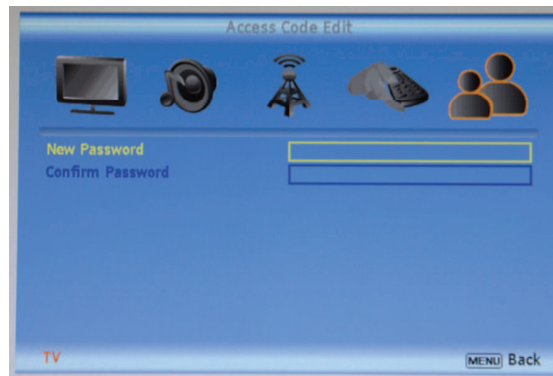 Access Code Edit
New Password
Confirm Password
TV
MENU Back